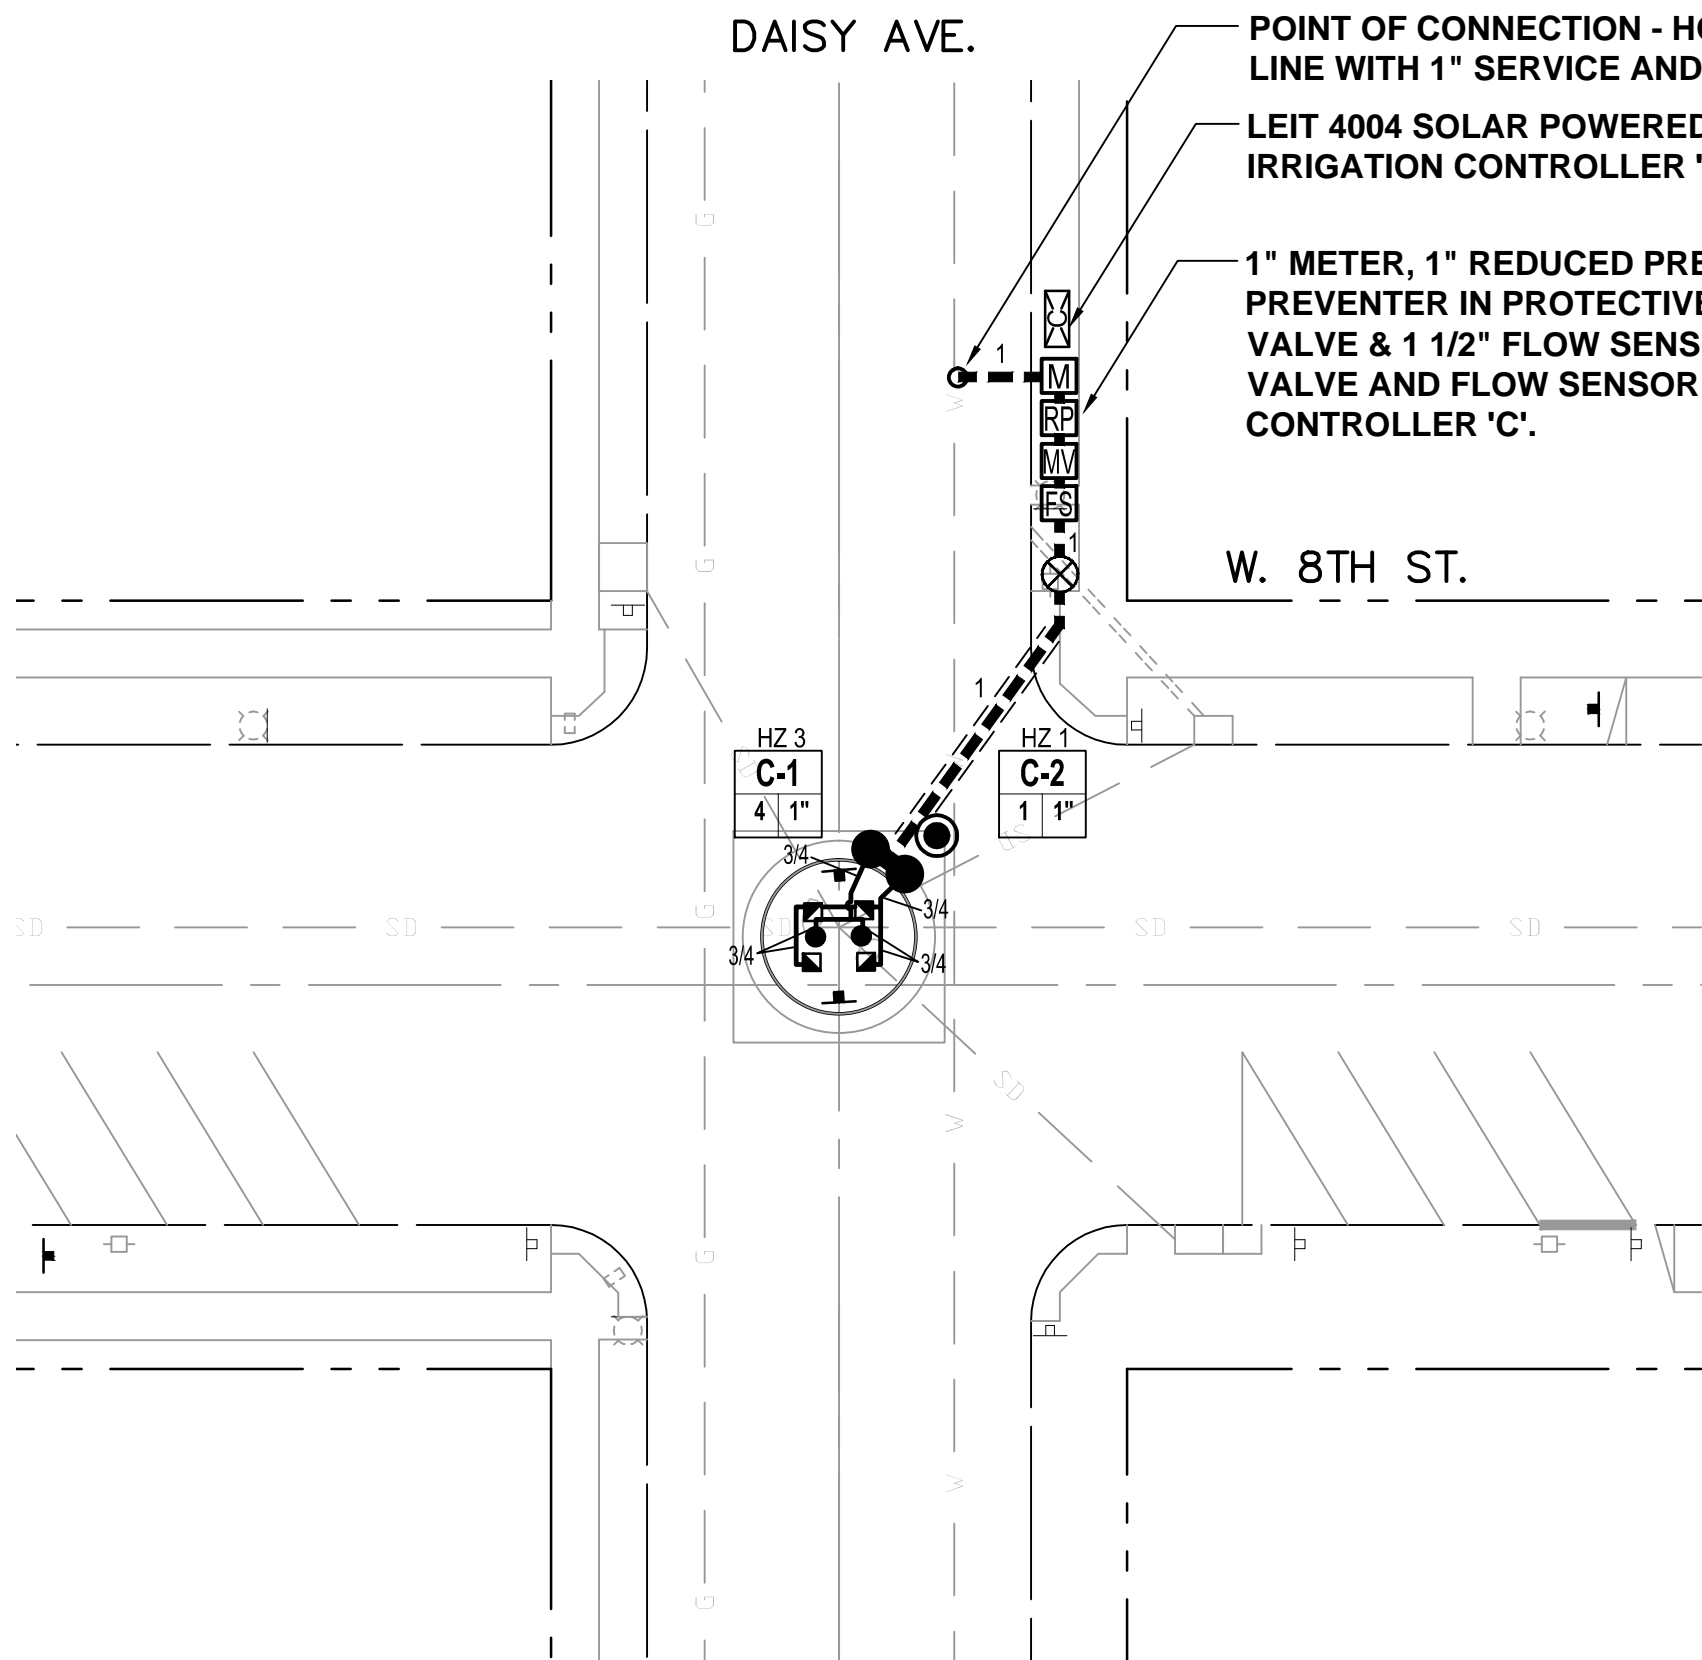 DAISY AVE.
POINT OF CONNECTION - 
LINE WITH 1" SERVICE AND
LEIT 4004 SOLAR POWERED
IRRIGATION CONTROLLER '
1" METER, 1" REDUCED
PREVENTER IN PROTECTIVE
VALVE & 1 1/2" FLOW
VALVE AND FLOW SENSOR
CONTROLLER 'C'.
G
C
1
M
W
RP
MV
FS
1
G
W. 8TH ST.
1
HZ 3
HZ 1
C-1
C-2
SD
4 1"
1 1"
SD
3/4
3/4
G
SD
SD
SD
SD
SD
3/4
3/4
SD
W
G
W
G